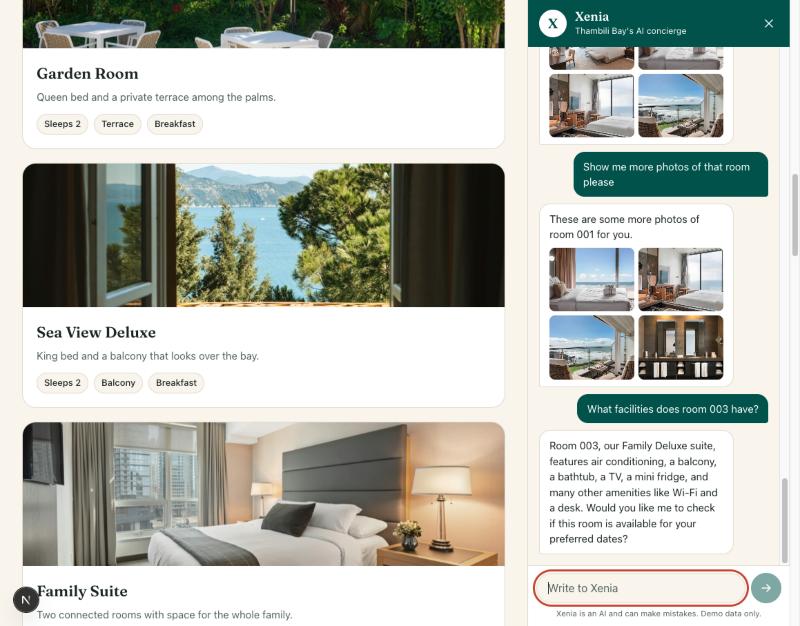 Garden Room
Queen bed and a private terrace among the palms.
Sleeps 2
Terrace
Breakfast
Sea View Deluxe
King bed and a balcony that looks over the bay.
Sleeps 2
Balcony
Breakfast
Family Suite
Two connected rooms with space for the whole family.
N
X
Xenia
Thambili Bay's AI concierge
Show me more photos of that room
please
These are some more photos of
room 001 for you.
What facilities does room 003 have?
Room 003, our Family Deluxe suite,
features air conditioning, a balcony,
a bathtub, a TV, a mini fridge, and
many other amenities like Wi-Fi and
a desk. Would you like me to check
if this room is available for your
preferred dates?
Write to Xenia
Xenia is an AI and can make mistakes. Demo data only.